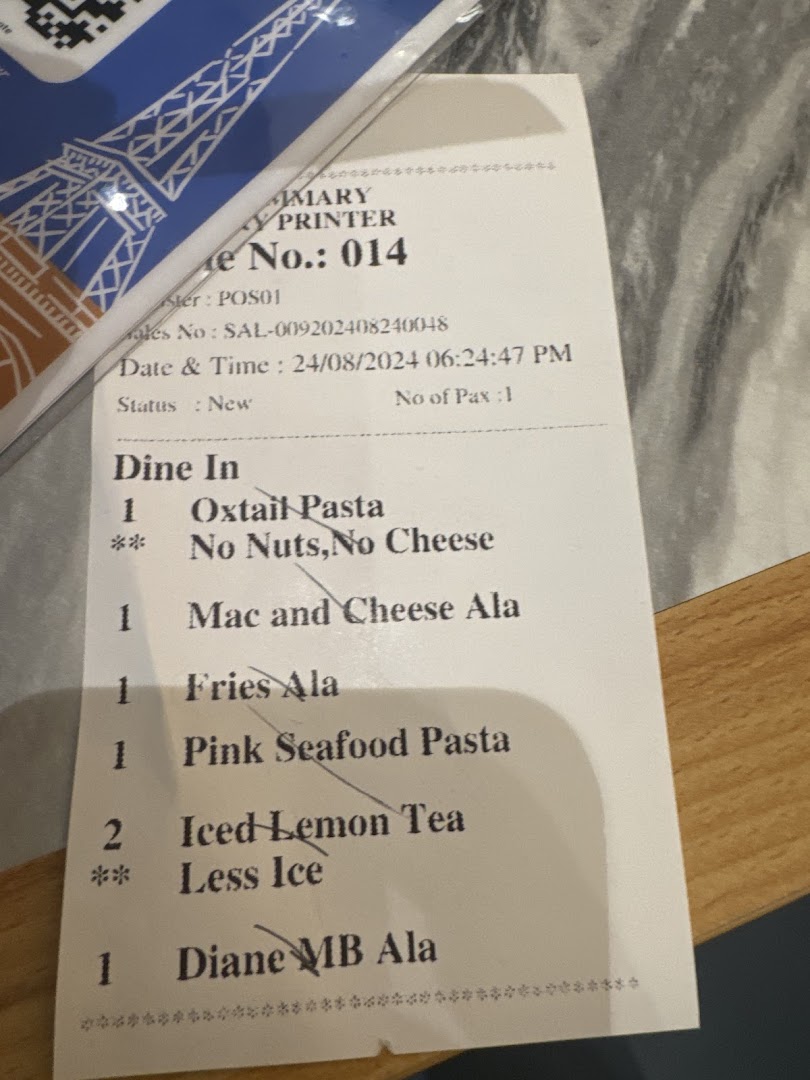 PRINTER
No.: 014
: POS01
No : SAL-009202408240048
Date & Time : 24/08/2024 06:24:47 PM
Status : New No of Pax :1
Dine In
1 Oxtail Pasta
** No Nuts,No Cheese
1 Mac and Cheese Ala
1 Fries Ala
1 Pink Seafood Pasta
2 Iced Lemon Tea
** Less Ice
1 Diane MB Ala